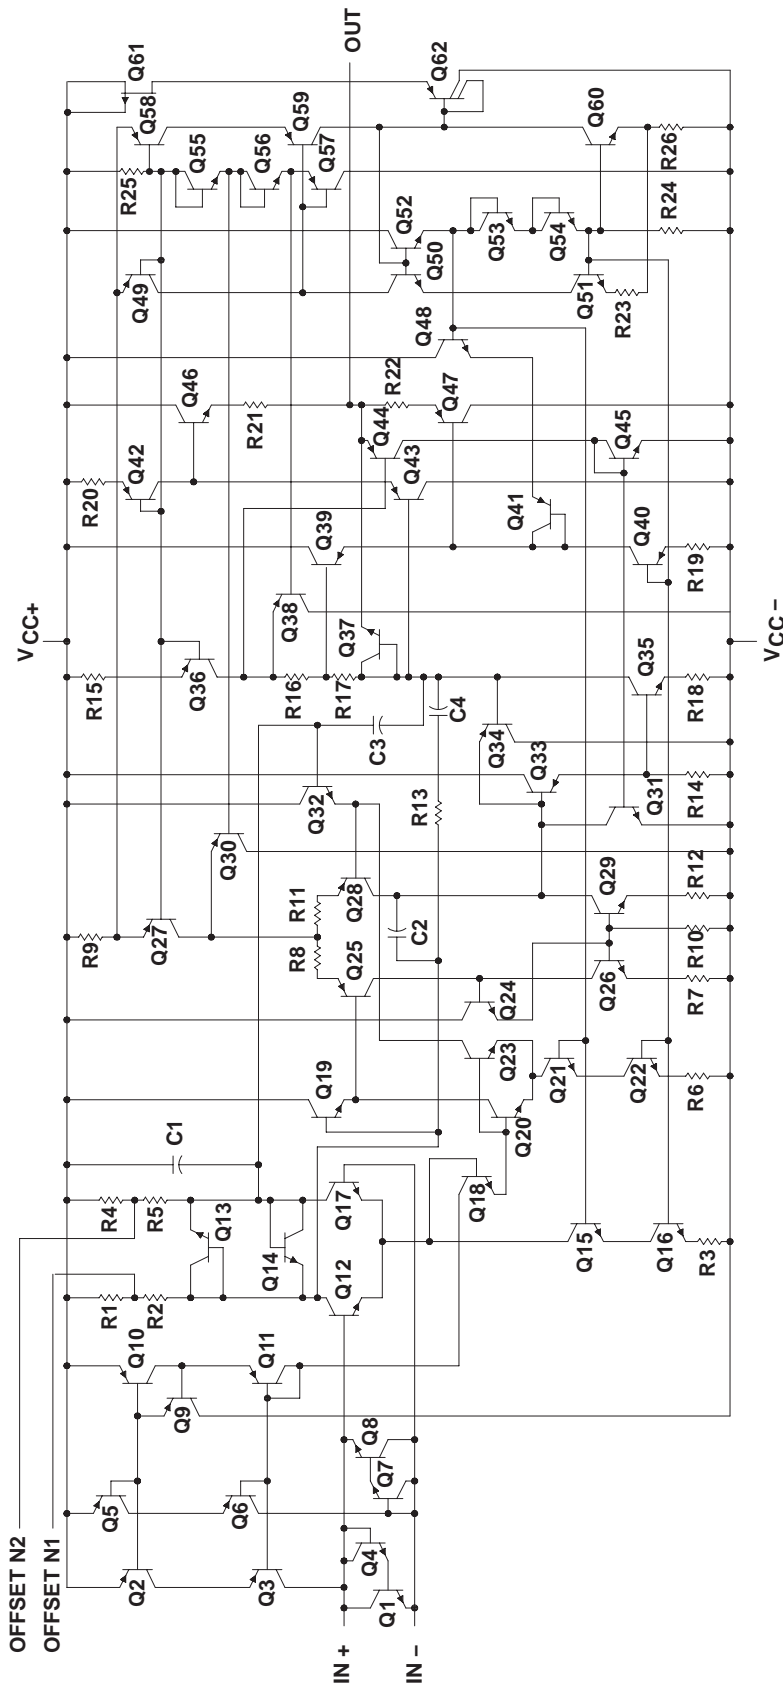 VCC+
OFFSET N2
OFFSET N1
IN +
IN –
OUT
VCC –
Q2
Q3
Q1
Q4
Q5
Q6
Q7
Q8
Q9
Q10
Q11
R1
R2
Q12
R4
R5
Q13
Q14
Q17
C1
Q15
Q16
R3
Q18
Q19
Q20
Q23
Q21
Q22
R6
Q24
Q25
R8
R11
Q28
C2
Q26
R7
R10
Q29
R12
R9
Q27
Q30
Q32
C3
R13
C4
Q33
Q34
Q31
R14
Q35
R18
R15
Q36
R16
R17
Q37
Q38
Q39
Q41
Q40
R19
R20
Q42
Q43
Q44
Q45
Q46
R21
R22
Q47
Q48
Q49
Q50
Q52
Q51
R23
Q53
Q54
R24
R25
Q55
Q56
Q57
Q58
Q59
Q60
R26
Q61
Q62